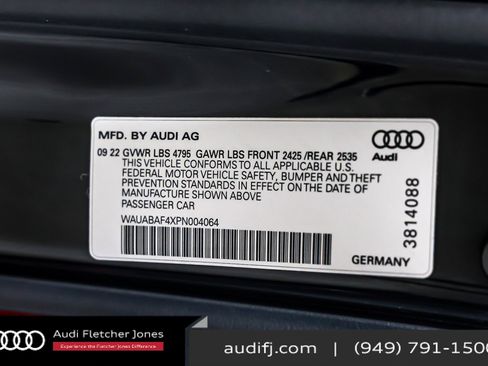 MFD. BY AUDI AG
09 22 GVWR LBS 4795 GAWR LBS FRONT 2425 /REAR 2535
THIS VEHICLE CONFORMS TO ALL APPLICABLE U.S.
FEDERAL MOTOR VEHICLE SAFETY, BUMPER AND THEFT
PREVENTION STANDARDS IN EFFECT ON THE DATE OF
MANUFACTURE SHOWN ABOVE
PASSENGER CAR
WAUABAF4XPN004064
Audi
3814088
GERMANY
Audi Fletcher Jones
Experience the Fletcher Jones Difference.
audifj.com | (949) 791-1500